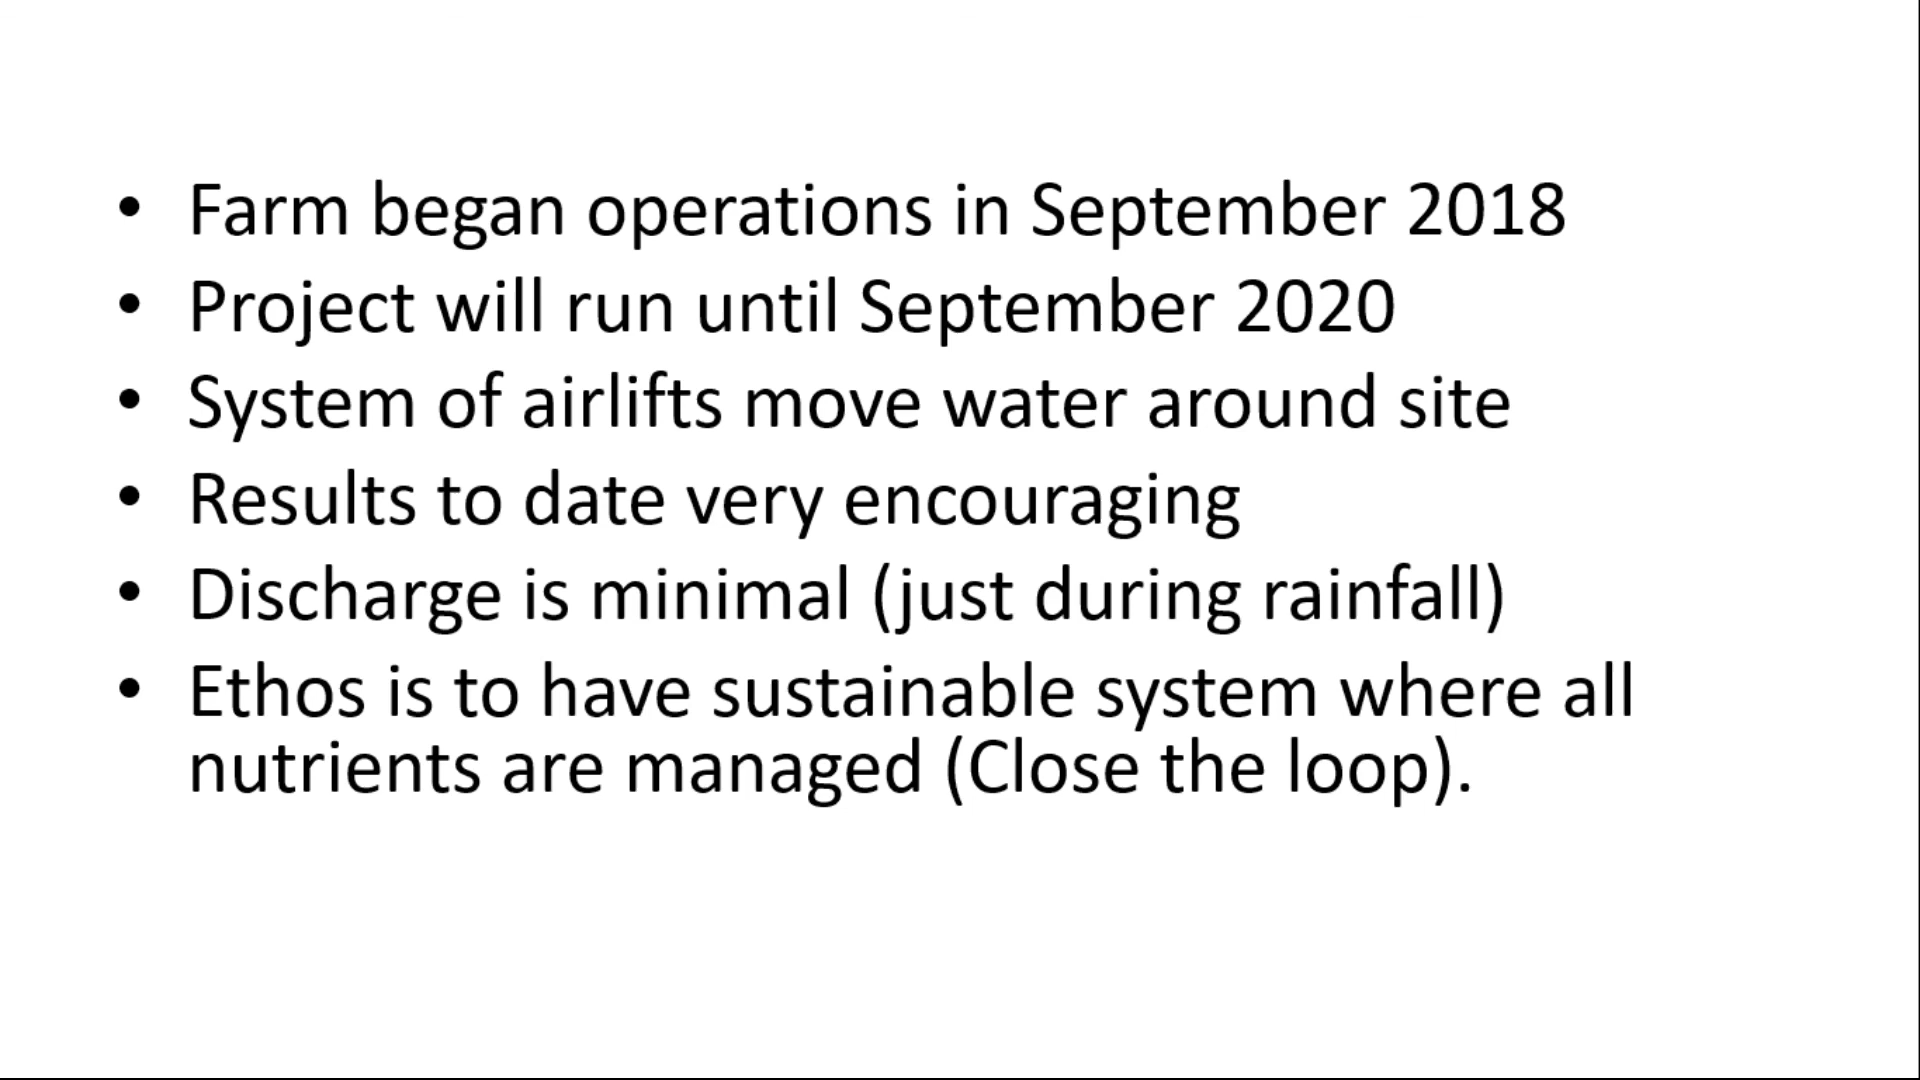 • Farm began operations in September 2018
• Project will run until September 2020
• System of airlifts move water around site
• Results to date very encouraging
• Discharge is minimal (just during rainfall)
• Ethos is to have sustainable system where all
nutrients are managed (Close the loop).